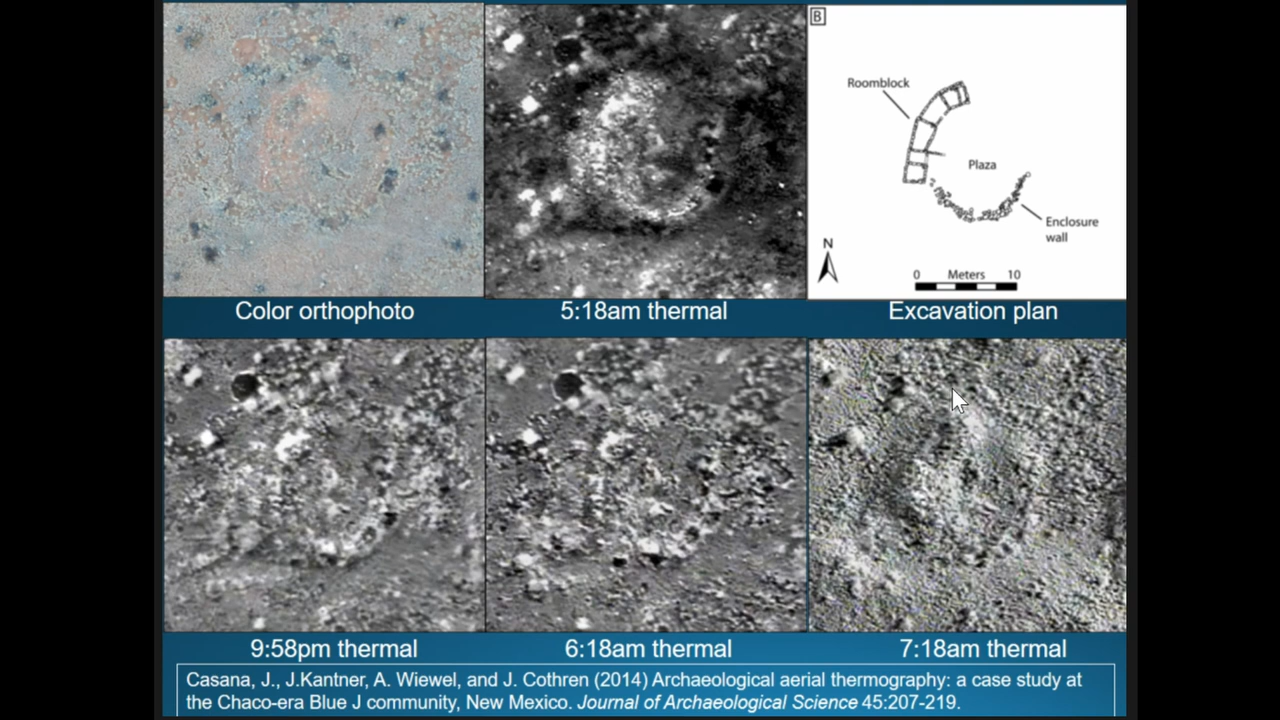 B
Roomblock
Plaza
Enclosure
wall
N
0 Meters 10
Color orthophoto
5:18am thermal
Excavation plan
9:58pm thermal
6:18am thermal
7:18am thermal
Casana, J., J.Kantner, A. Wiewel, and J. Cothren (2014) Archaeological aerial thermography: a case study at
the Chaco-era Blue J community, New Mexico. Journal of Archaeological Science 45:207-219.